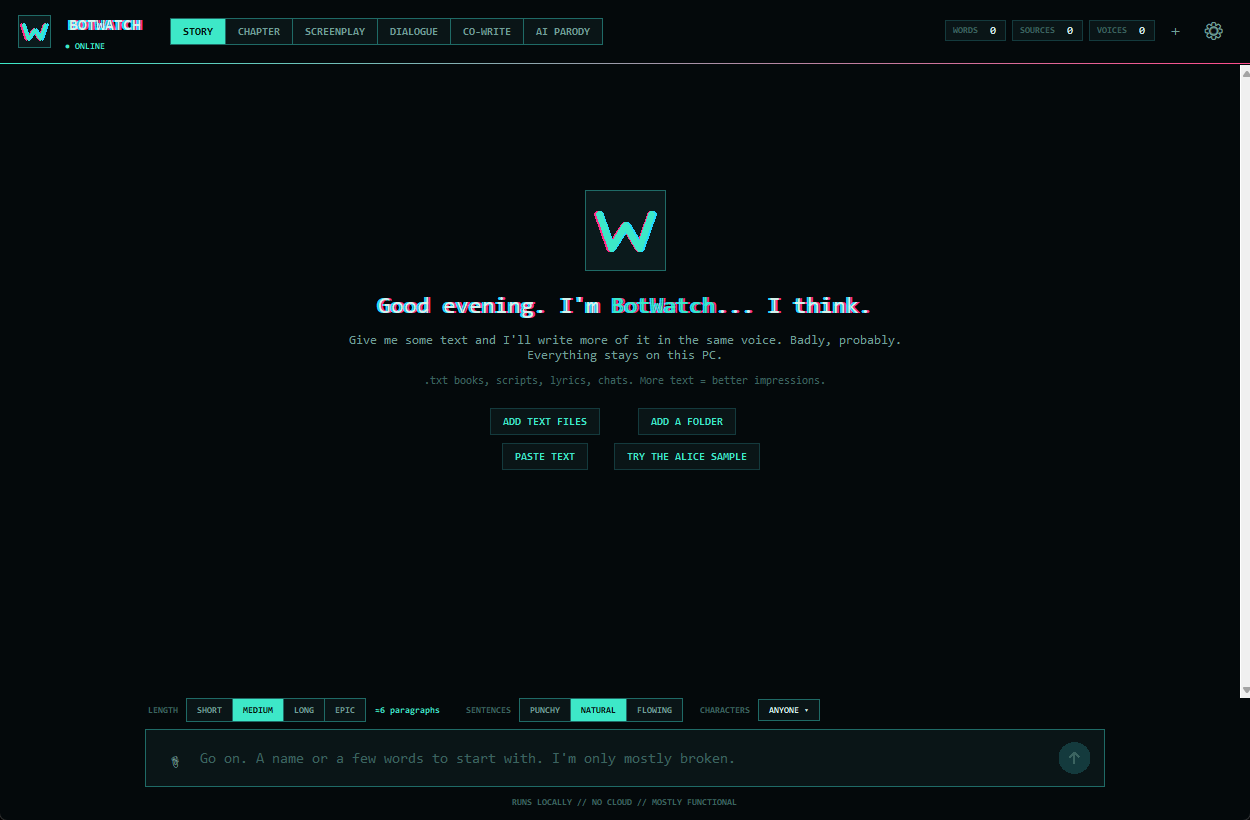 BOTWATCH
● ONLINE
STORY CHAPTER SCREENPLAY DIALOGUE CO-WRITE AI PARODY
WORDS 0 SOURCES 0 VOICES 0 +
W
Good evening. I'm BotWatch... I think.
Give me some text and I'll write more of it in the same voice. Badly, probably.
Everything stays on this PC.
.txt books, scripts, lyrics, chats. More text = better impressions.
ADD TEXT FILES ADD A FOLDER
PASTE TEXT TRY THE ALICE SAMPLE
LENGTH SHORT MEDIUM LONG EPIC ≈6 paragraphs SENTENCES PUNCHY NATURAL FLOWING CHARACTERS ANYONE ▾
Go on. A name or a few words to start with. I'm only mostly broken.
RUNS LOCALLY // NO CLOUD // MOSTLY FUNCTIONAL